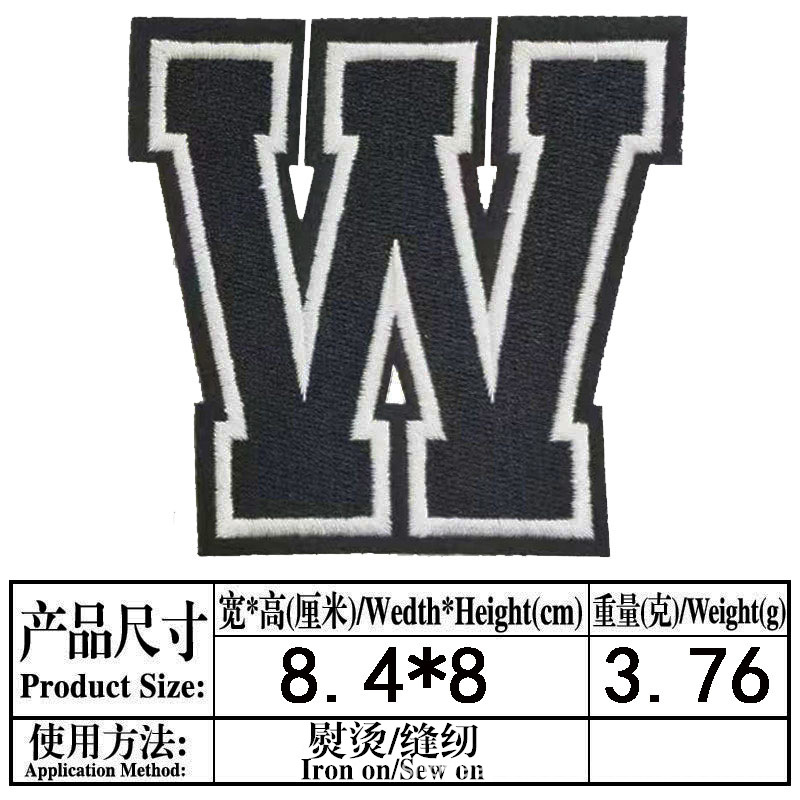 W
产品尺寸
Product Size:
宽*高(厘米)/Wedth*Height(cm)
重量(克)/Weight(g)
8.4*8
3.76
使用方法:
Application Method:
熨烫/缝纫
Iron on/Sew on